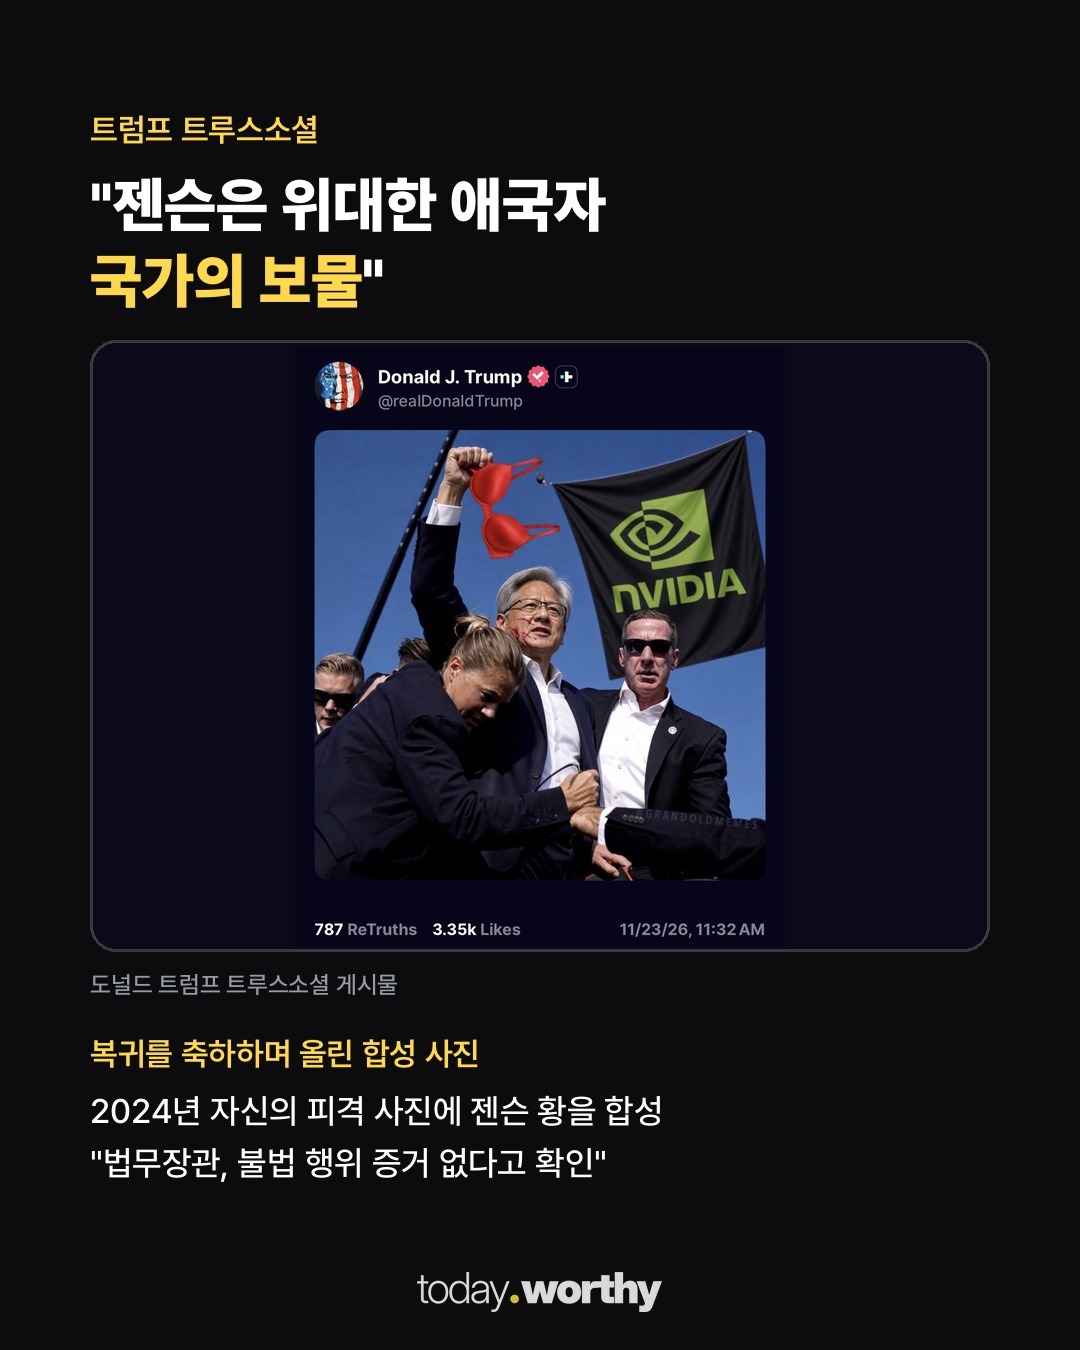 트럼프 트루스소셜
"젠슨은 위대한 애국자
국가의 보물"
Donald J. Trump
@realDonaldTrump
NVIDIA
GRANDOLDMEMES
787 ReTruths 3.35k Likes 11/23/26, 11:32 AM
도널드 트럼프 트루스소셜 게시물
복귀를 축하하며 올린 합성 사진
2024년 자신의 피격 사진에 젠슨 황을 합성
"법무장관, 불법 행위 증거 없다고 확인"
today.worthy